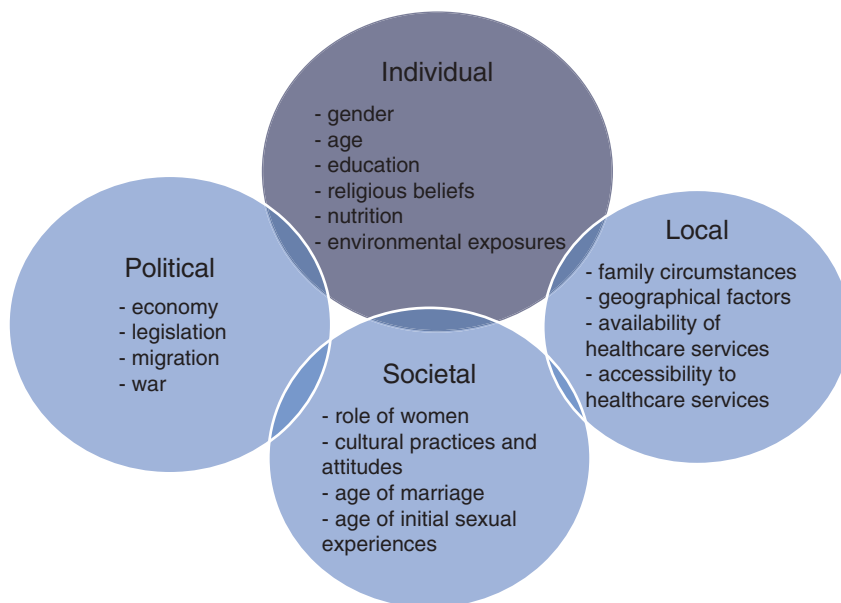 Individual
- gender
- age
- education
- religious beliefs
- nutrition
- environmental exposures
Political
- economy
- legislation
- migration
- war
Local
- family circumstances
- geographical factors
- availability of
healthcare services
- accessibility to
healthcare services
Societal
- role of women
- cultural practices and
attitudes
- age of marriage
- age of initial sexual
experiences